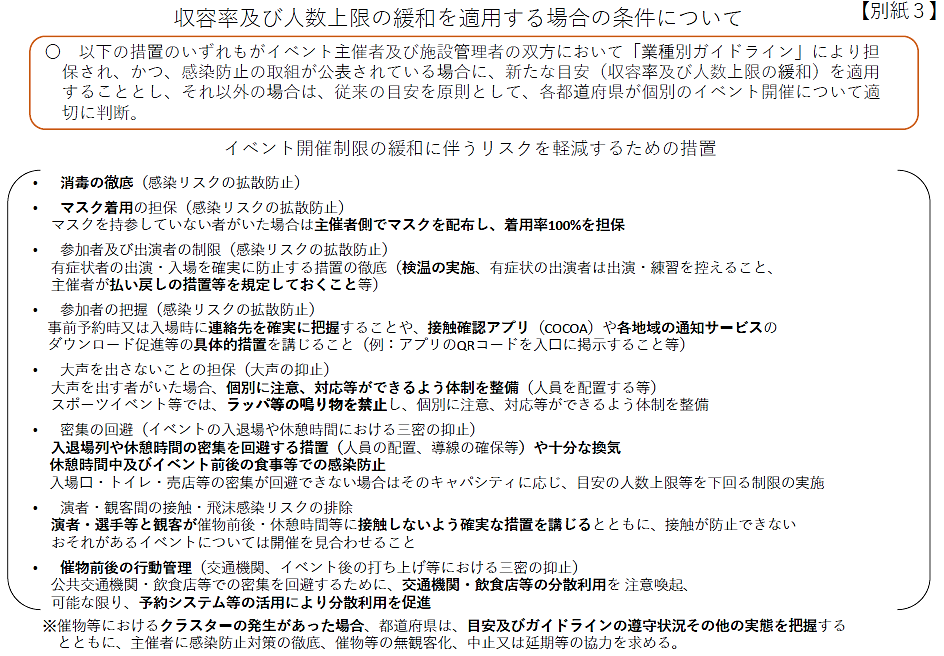 【別紙３】
収容率及び人数上限の緩和を適用する場合の条件について
○　以下の措置のいずれもがイベント主催者及び施設管理者の双方において「業種別ガイドライン」により担
保され、かつ、感染防止の取組が公表されている場合に、新たな目安（収容率及び人数上限の緩和）を適用
することとし、それ以外の場合は、従来の目安を原則として、各都道府県が個別のイベント開催について適
切に判断。
イベント開催制限の緩和に伴うリスクを軽減するための措置
・　消毒の徹底（感染リスクの拡散防止）
・　マスク着用の担保（感染リスクの拡散防止）
マスクを持参していない者がいた場合は主催者側でマスクを配布し、着用率100%を担保
・　参加者及び出演者の制限（感染リスクの拡散防止）
有症状者の出演・入場を確実に防止する措置の徹底（検温の実施、有症状の出演者は出演・練習を控えること、
主催者が払い戻しの措置等を規定しておくこと等）
・　参加者の把握（感染リスクの拡散防止）
事前予約時又は入場時に連絡先を確実に把握することや、接触確認アプリ（COCOA）や各地域の通知サービスの
ダウンロード促進等の具体的措置を講じること（例：アプリのQRコードを入口に掲示すること等）
・　大声を出さないことの担保（大声の抑止）
大声を出す者がいた場合、個別に注意、対応等ができるよう体制を整備（人員を配置する等）
スポーツイベント等では、ラッパ等の鳴り物を禁止し、個別に注意、対応等ができるよう体制を整備
・　密集の回避（イベントの入退場や休憩時間における三密の抑止）
入退場列や休憩時間の密集を回避する措置（人員の配置、導線の確保等）や十分な換気
休憩時間中及びイベント前後の食事等での感染防止
入場口・トイレ・売店等の密集が回避できない場合はそのキャパシティに応じ、目安の人数上限等を下回る制限の実施
・　演者・観客間の接触・飛沫感染リスクの排除
演者・選手等と観客が催物前後・休憩時間等に接触しないよう確実な措置を講じるとともに、接触が防止できない
おそれがあるイベントについては開催を見合わせること
・　催物前後の行動管理（交通機関、イベント後の打ち上げ等における三密の抑止）
公共交通機関・飲食店等での密集を回避するために、交通機関・飲食店等の分散利用を 注意喚起、
可能な限り、予約システム等の活用により分散利用を促進
※催物等におけるクラスターの発生があった場合、都道府県は、目安及びガイドラインの遵守状況その他の実態を把握する
とともに、主催者に感染防止対策の徹底、催物等の無観客化、中止又は延期等の協力を求める。